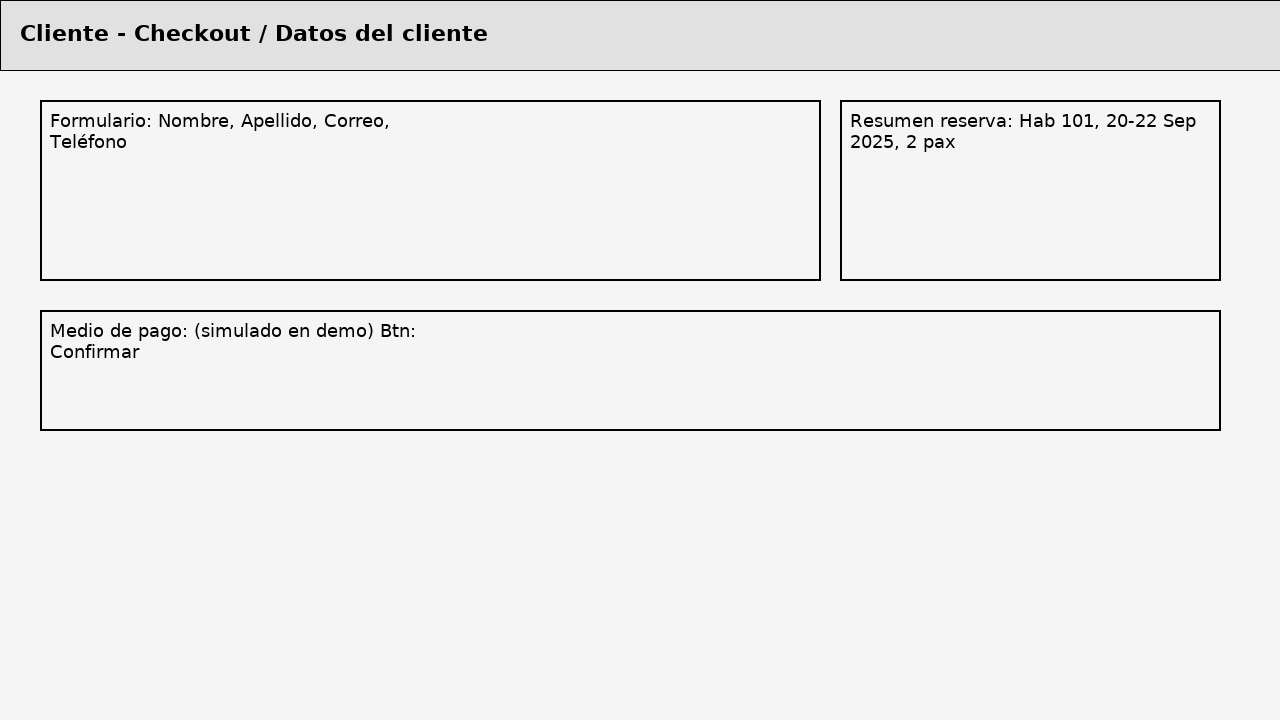 Cliente - Checkout / Datos del cliente
Formulario: Nombre, Apellido, Correo,
Teléfono
Resumen reserva: Hab 101, 20-22 Sep
2025, 2 pax
Medio de pago: (simulado en demo) Btn:
Confirmar